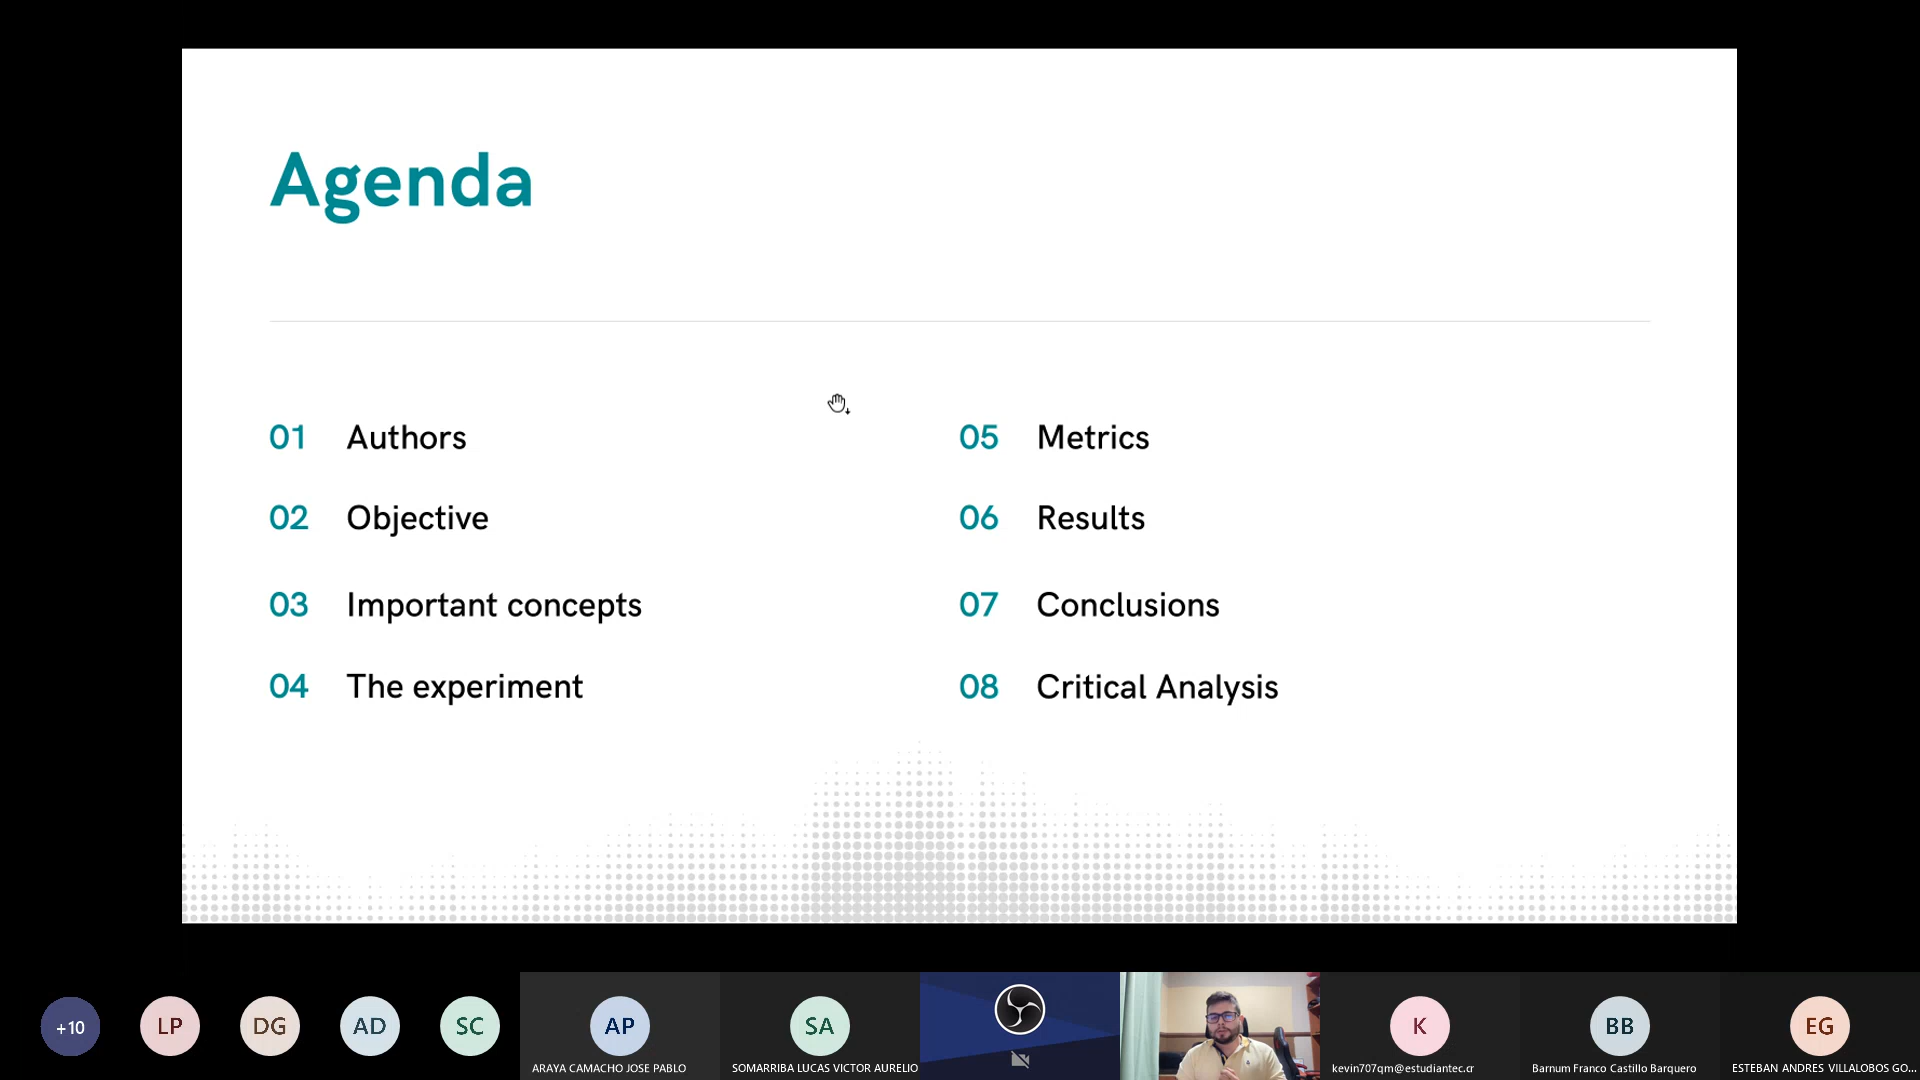 Agenda
01 Authors
02 Objective
03 Important concepts
04 The experiment
05 Metrics
06 Results
07 Conclusions
08 Critical Analysis
+10
LP
DG
AD
SC
AP
ARAYA CAMACHO JOSE PABLO
SA
SOMARRIBA LUCAS VICTOR AURELIO
K
kevin707qm@estudiantec.cr
BB
Barnum Franco Castillo Barquero
EG
ESTEBAN ANDRES VILLALOBOS GO...